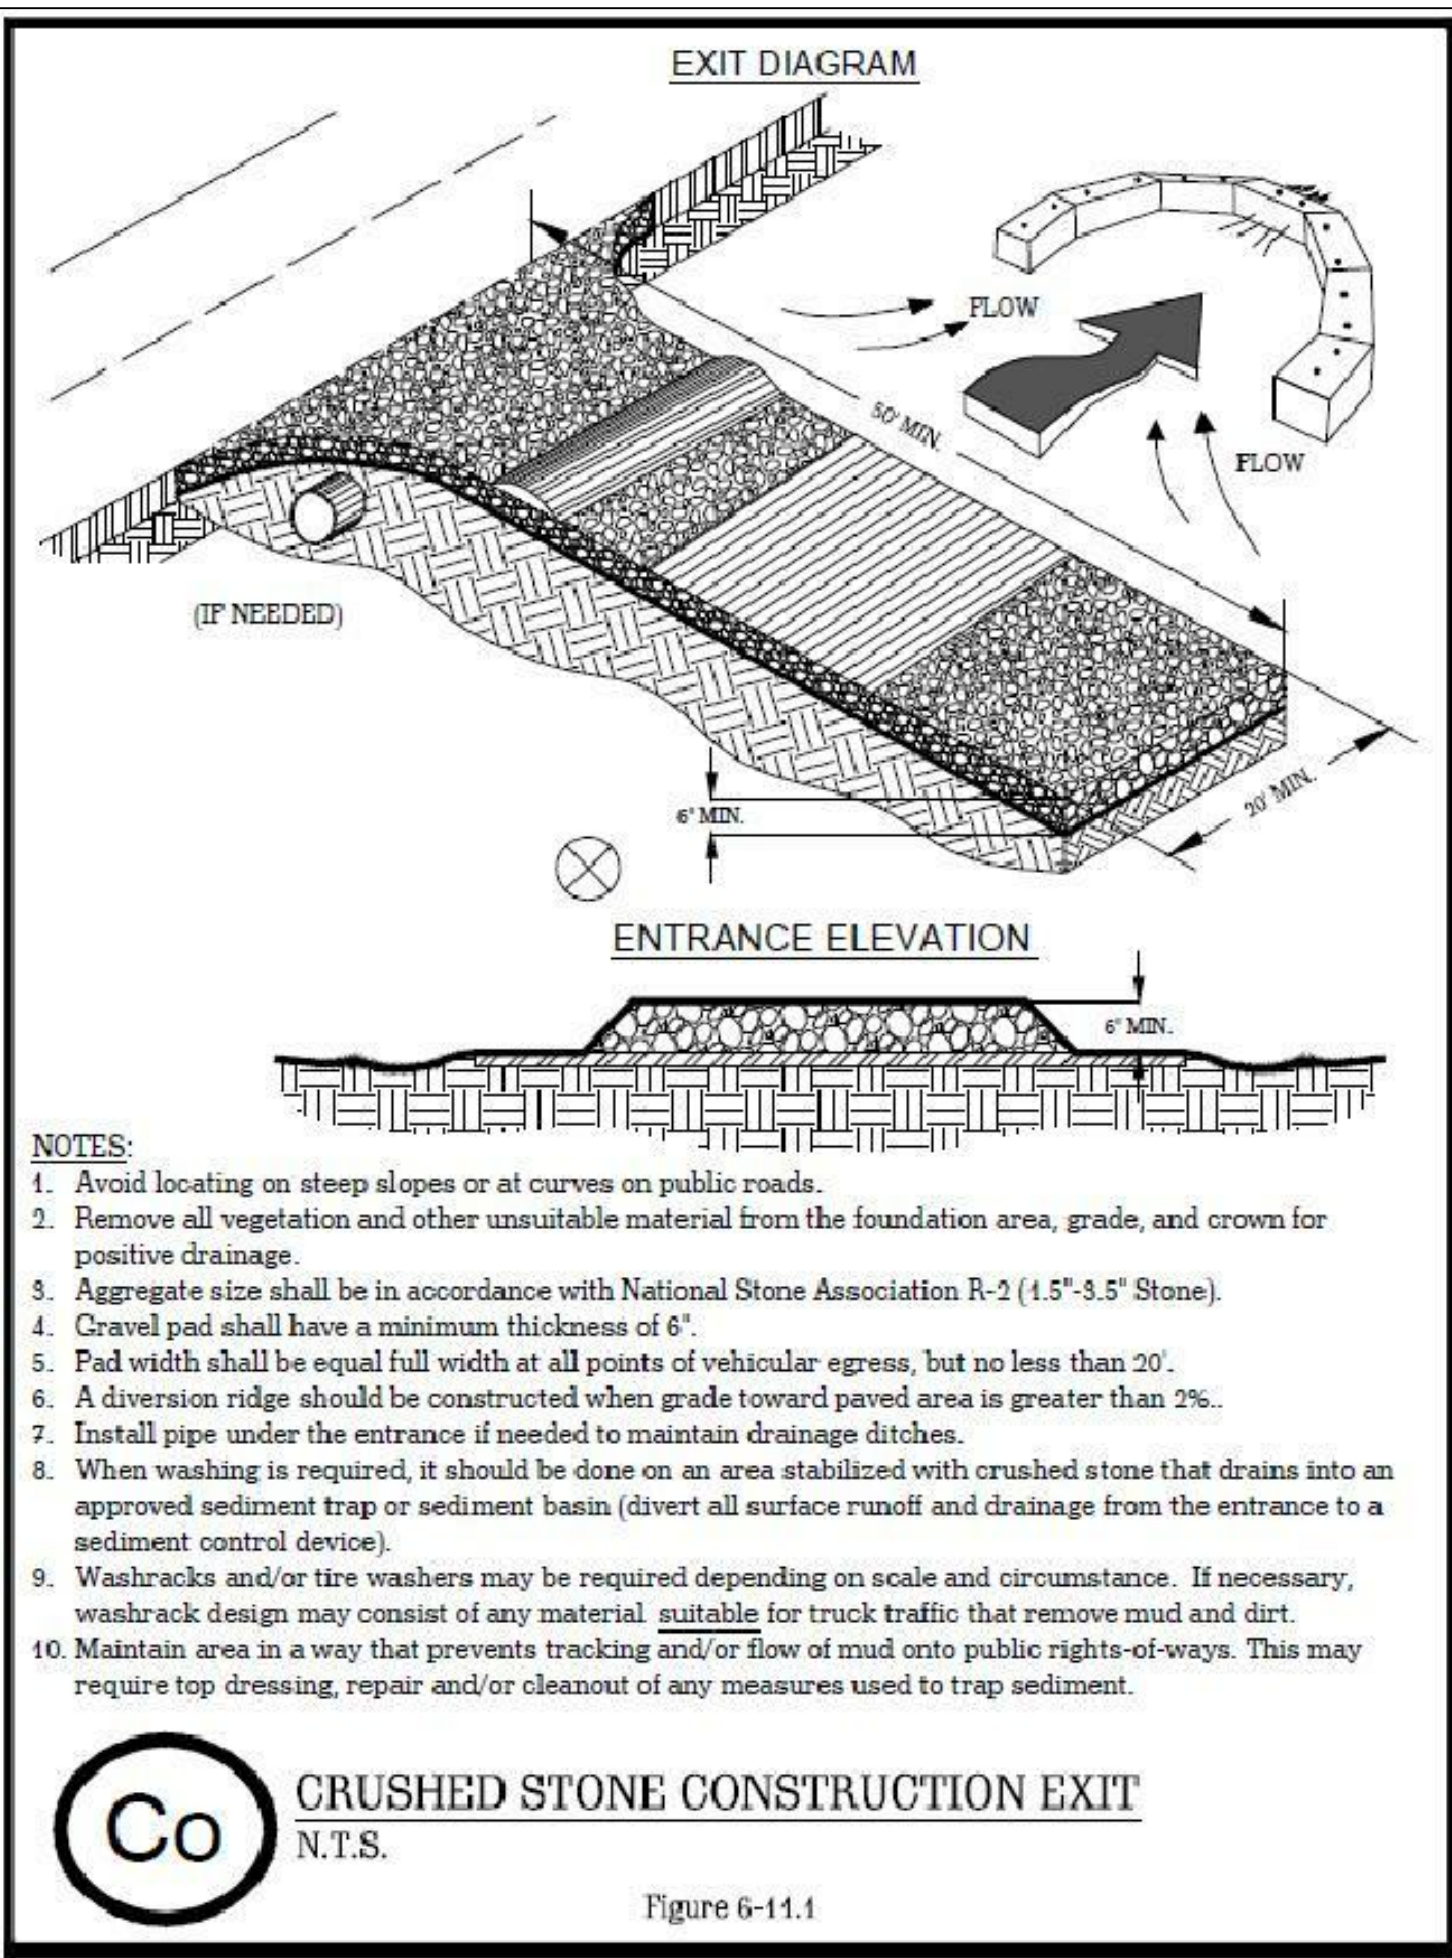 EXIT DIAGRAM
FLOW
50' MIN.
FLOW
(IF NEEDED)
20' MIN.
6" MIN.
ENTRANCE ELEVATION
6" MIN.
NOTES:
1. Avoid locating on steep slopes or at curves on public roads.
2. Remove all vegetation and other unsuitable material from the foundation area, grade, and crown for
positive drainage.
3. Aggregate size shall be in accordance with National Stone Association R-2 (1.5"-3.5" Stone).
4. Gravel pad shall have a minimum thickness of 6".
5. Pad width shall be equal full width at all points of vehicular egress, but no less than 20'.
6. A diversion ridge should be constructed when grade toward paved area is greater than 2%..
7. Install pipe under the entrance if needed to maintain drainage ditches.
8. When washing is required, it should be done on an area stabilized with crushed stone that drains into an
approved sediment trap or sediment basin (divert all surface runoff and drainage from the entrance to a
sediment control device).
9. Washracks and/or tire washers may be required depending on scale and circumstance. If necessary,
washrack design may consist of any material suitable for truck traffic that remove mud and dirt.
10. Maintain area in a way that prevents tracking and/or flow of mud onto public rights-of-ways. This may
require top dressing, repair and/or cleanout of any measures used to trap sediment.
Co
CRUSHED STONE CONSTRUCTION EXIT
N.T.S.
Figure 6-11.1